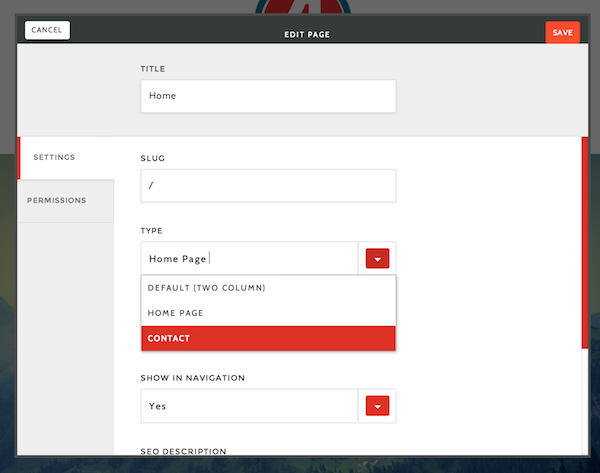 CANCEL
EDIT PAGE
SAVE
TITLE
Home
SETTINGS
PERMISSIONS
SLUG
/
TYPE
Home Page
DEFAULT (TWO COLUMN)
HOME PAGE
CONTACT
SHOW IN NAVIGATION
Yes
SEO DESCRIPTION